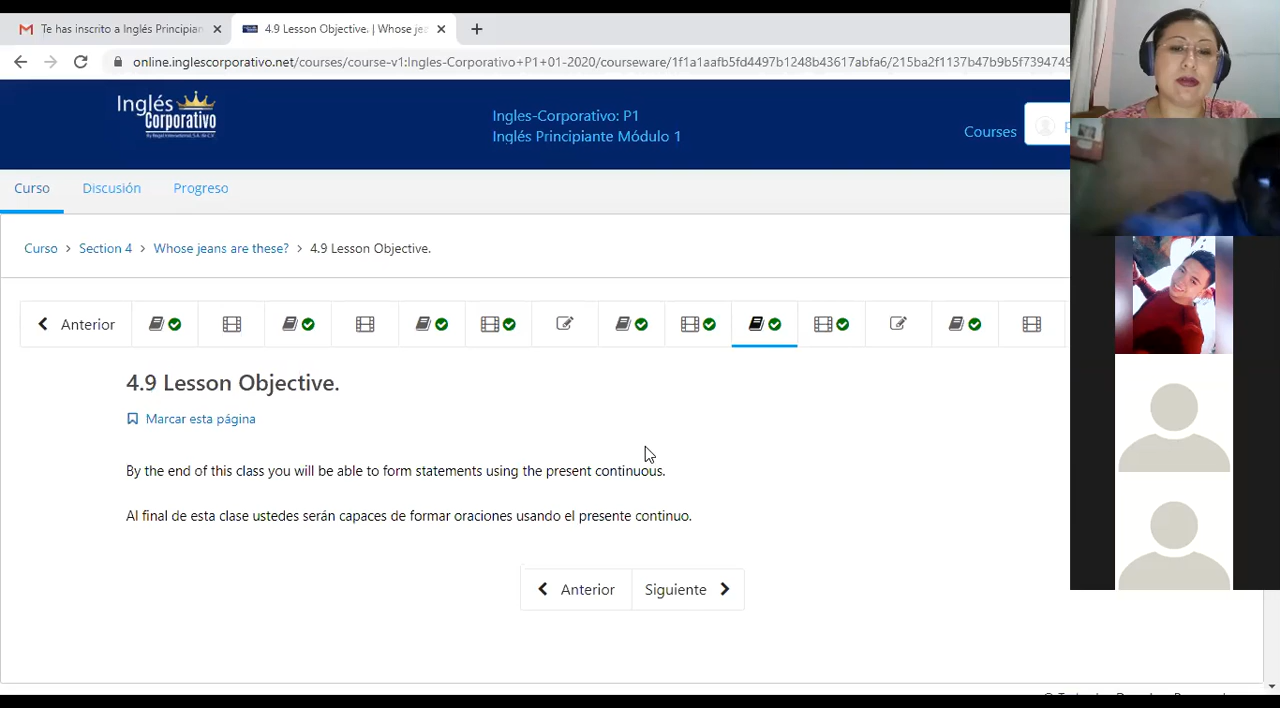 Te has inscrito a Inglés Principian
4.9 Lesson Objective. | Whose je
online.inglescorporativo.net/courses/course-v1:Ingles-Corporativo+P1+01-2020/courseware/1f1a1aafb5fd4497b1248b43617abfa6/215ba2f1137b47b9b5f7394749
Inglés
Corporativo
Ingles-Corporativo: P1
Inglés Principiante Módulo 1
Courses
Curso Discusión Progreso
Curso > Section 4 > Whose jeans are these? > 4.9 Lesson Objective.
Anterior
4.9 Lesson Objective.
Marcar esta página
By the end of this class you will be able to form statements using the present continuous.
Al final de esta clase ustedes serán capaces de formar oraciones usando el presente continuo.
Anterior Siguiente